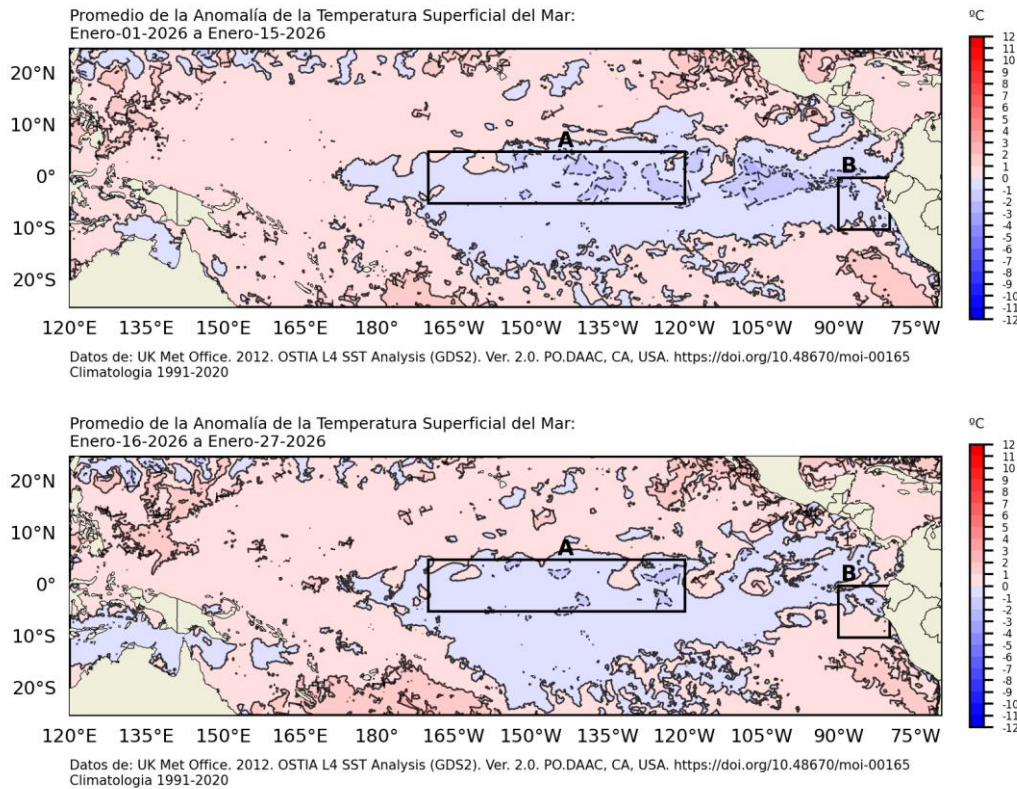 Promedio de la Anomalía de la Temperatura Superficial del Mar:
Enero-01-2026 a Enero-15-2026
ºC
20°N
10°N
0°
10°S
20°S
A
B
12
11
10
9
8
7
6
5
4
3
2
1
0
-1
-2
-3
-4
-5
-6
-7
-8
-9
-10
-11
-12
120°E 135°E 150°E 165°E 180° 165°W 150°W 135°W 120°W 105°W 90°W 75°W
Datos de: UK Met Office. 2012. OSTIA L4 SST Analysis (GDS2). Ver. 2.0. PO.DAAC, CA, USA. https://doi.org/10.48670/moi-00165
Climatologia 1991-2020
Promedio de la Anomalía de la Temperatura Superficial del Mar:
Enero-16-2026 a Enero-27-2026
ºC
20°N
10°N
0°
10°S
20°S
A
B
12
11
10
9
8
7
6
5
4
3
2
1
0
-1
-2
-3
-4
-5
-6
-7
-8
-9
-10
-11
-12
120°E 135°E 150°E 165°E 180° 165°W 150°W 135°W 120°W 105°W 90°W 75°W
Datos de: UK Met Office. 2012. OSTIA L4 SST Analysis (GDS2). Ver. 2.0. PO.DAAC, CA, USA. https://doi.org/10.48670/moi-00165
Climatologia 1991-2020